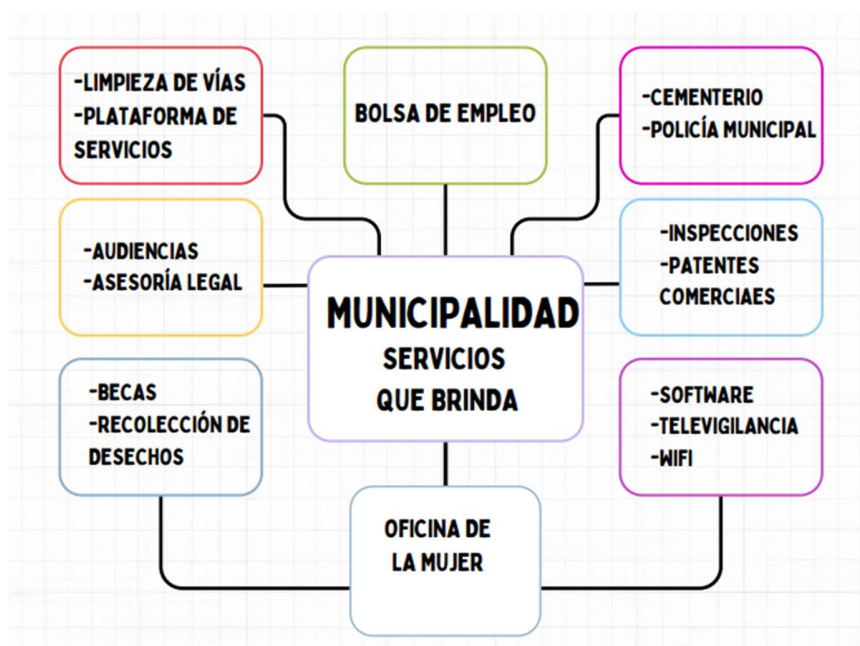 -LIMPIEZA DE VÍAS
-PLATAFORMA DE
SERVICIOS
BOLSA DE EMPLEO
-CEMENTERIO
-POLICÍA MUNICIPAL
-AUDIENCIAS
-ASESORÍA LEGAL
-INSPECCIONES
-PATENTES
COMERCIAES
MUNICIPALIDAD
SERVICIOS
QUE BRINDA
-BECAS
-RECOLECCIÓN DE
DESECHOS
-SOFTWARE
-TELEVIGILANCIA
-WIFI
OFICINA DE
LA MUJER